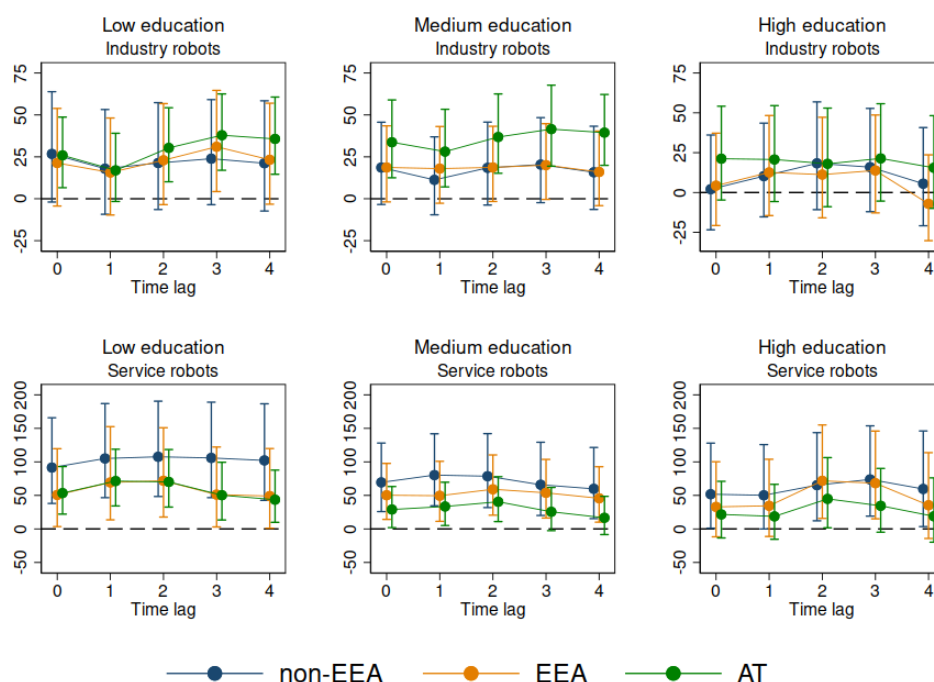 Low education
Industry robots
75
50
25
0
-25
0 1 2 3 4
Time lag
Medium education
Industry robots
75
50
25
0
-25
0 1 2 3 4
Time lag
High education
Industry robots
75
50
25
0
-25
0 1 2 3 4
Time lag
Low education
Service robots
200
150
100
50
0
-50
0 1 2 3 4
Time lag
Medium education
Service robots
200
150
100
50
0
-50
0 1 2 3 4
Time lag
High education
Service robots
200
150
100
50
0
-50
0 1 2 3 4
Time lag
non-EEA EEA AT